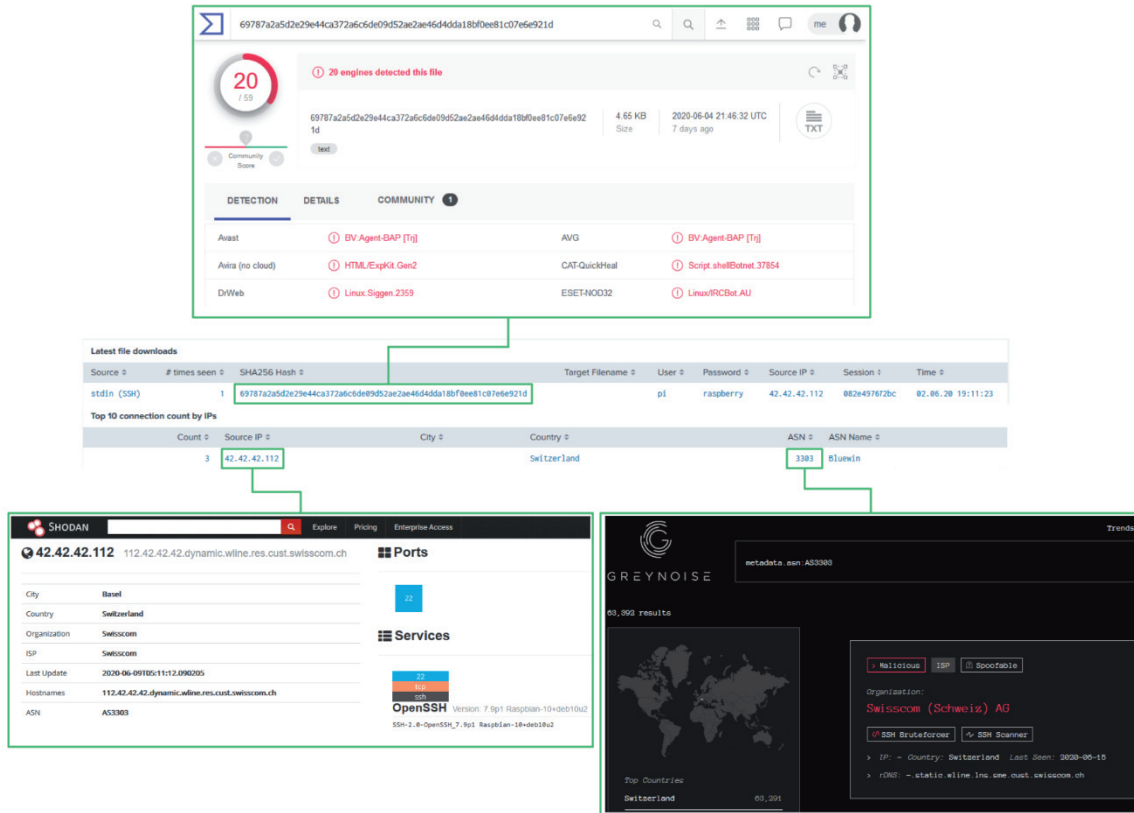 69787a2a5d2e29e44ca372a6c6de09d52ae2ae46d4dda18bf0ee81c07e6e921d
me
20
/ 59
20 engines detected this file
69787a2a5d2e29e44ca372a6c6de09d52ae2ae46d4dda18bf0ee81c07e6e92
1d
text
4.65 KB
Size
2020-06-04 21:46:32 UTC
7 days ago
TXT
Community
Score
DETECTION DETAILS COMMUNITY 1
Avast BV:Agent-BAP [Trj] AVG BV:Agent-BAP [Trj]
Avira (no cloud) HTML/ExpKit.Gen2 CAT-QuickHeal Script.shellBotnet.37854
DrWeb Linux.Siggen.2359 ESET-NOD32 Linux/IRCBot.AU
Latest file downloads
Source # times seen SHA256 Hash Target Filename User Password Source IP Session Time
stdin (SSH) 1 69787a2a5d2e29e44ca372a6c6de09d52ae2ae46d4dda18bf0ee81c07e6e921d pi raspberry 42.42.42.112 082e497672bc 02.06.20 19:11:23
Top 10 connection count by IPs
Count Source IP City Country ASN ASN Name
3 42.42.42.112 Switzerland 3303 Bluewin
SHODAN Explore Pricing Enterprise Access
42.42.42.112 112.42.42.42.dynamic.wline.res.cust.swisscom.ch
City Basel
Country Switzerland
Organization Swisscom
ISP Swisscom
Last Update 2020-06-09T05:11:12.090205
Hostnames 112.42.42.42.dynamic.wline.res.cust.swisscom.ch
ASN AS3303
Ports
22
Services
22
tcp
ssh
OpenSSH Version: 7.9p1 Raspbian-10+deb10u2
SSH-2.0-OpenSSH_7.9p1 Raspbian-10+deb10u2
GREYNOISE
Trends
metadata.asn:AS3303
63,393 results
Top Countries
Switzerland 63,391
Malicious ISP Spoofable
Organization:
Swisscom (Schweiz) AG
SSH Bruteforcer SSH Scanner
> IP: ~ Country: Switzerland Last Seen: 2020-06-15
> rDNS: ~.static.wline.lns.sme.cust.swisscom.ch